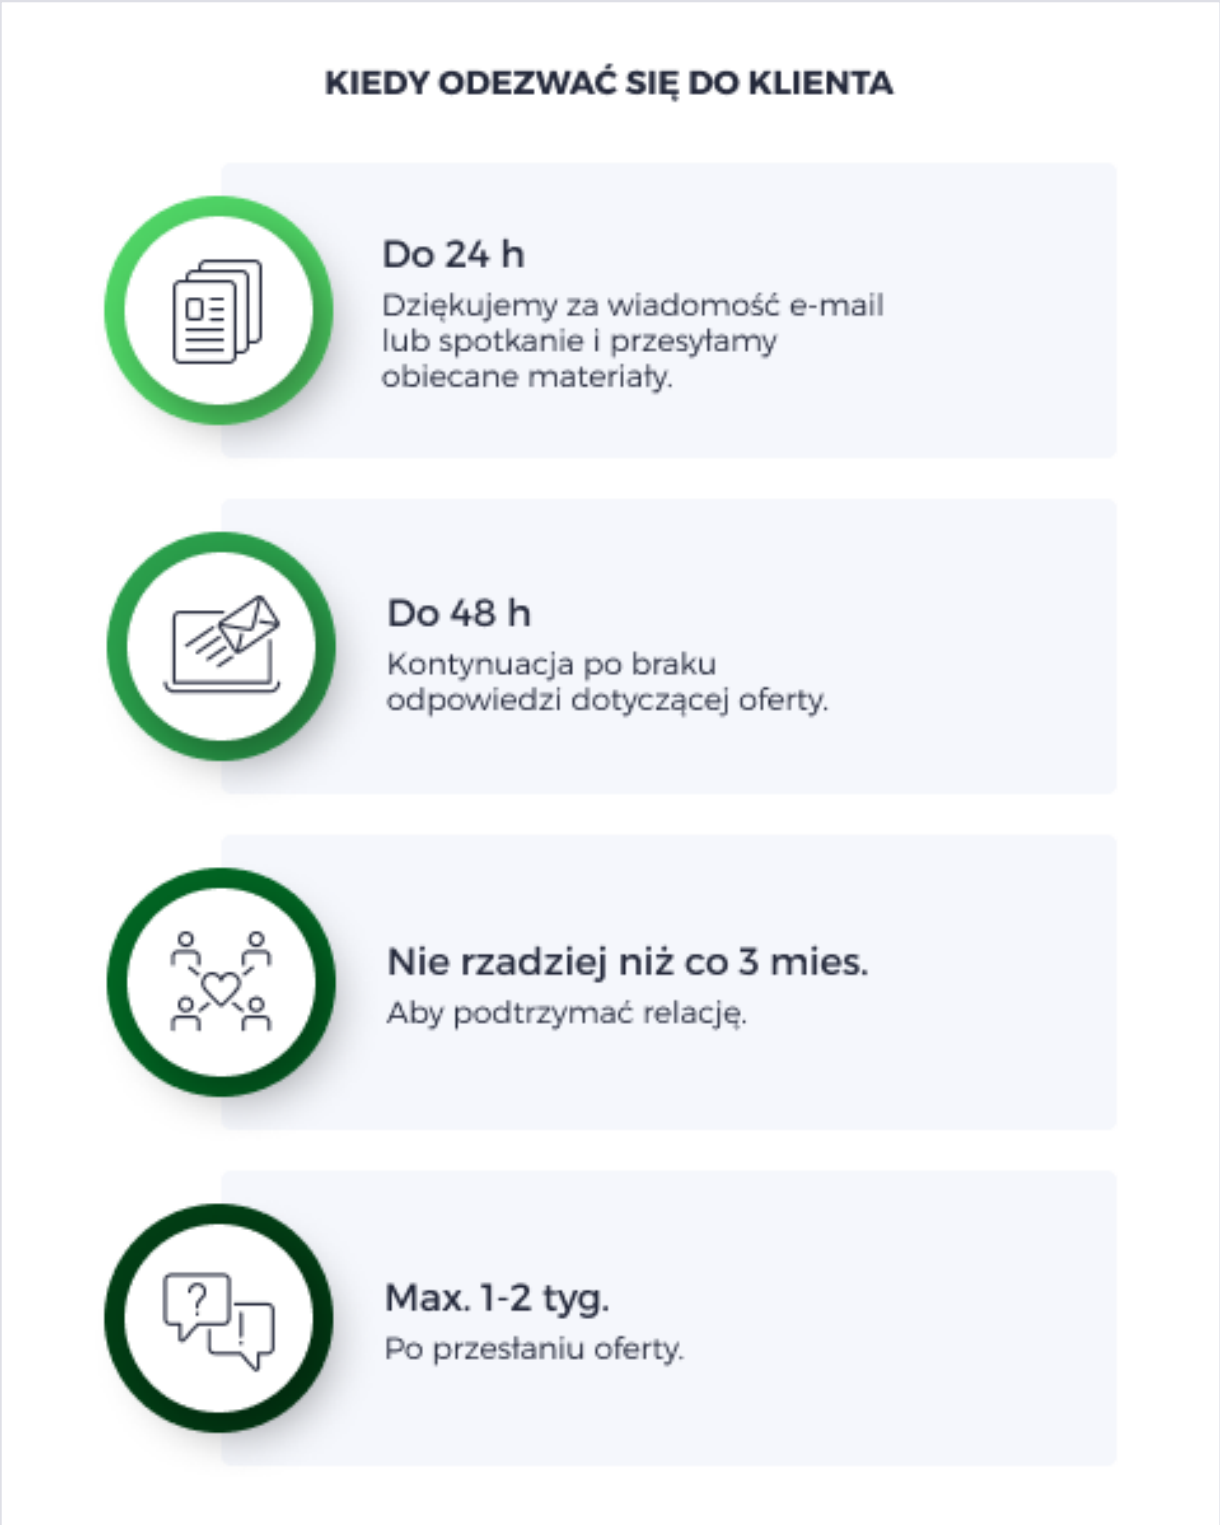 KIEDY ODEZWAĆ SIĘ DO KLIENTA
Do 24 h
Dziękujemy za wiadomość e-mail
lub spotkanie i przesyłamy
obiecane materiały.
Do 48 h
Kontynuacja po braku
odpowiedzi dotyczącej oferty.
Nie rzadziej niż co 3 mies.
Aby podtrzymać relację.
? !
Max. 1-2 tyg.
Po przesłaniu oferty.